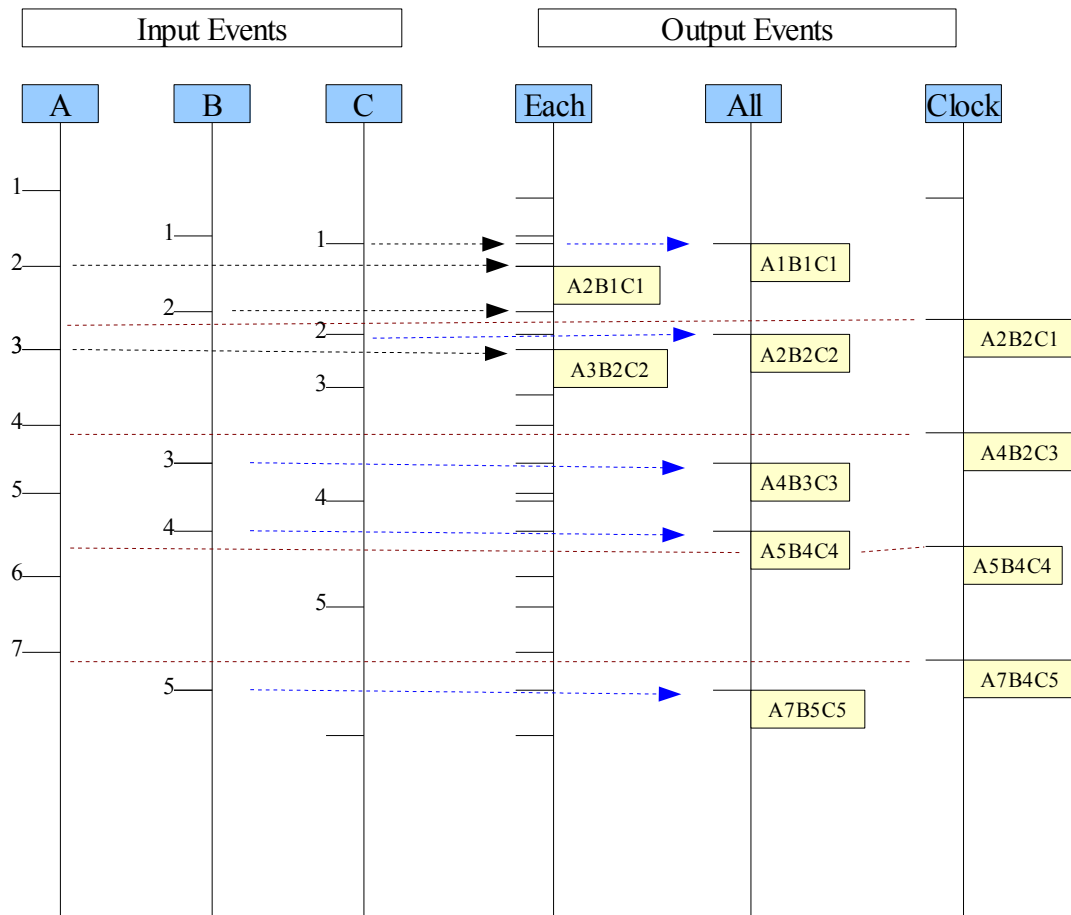 Input Events
Output Events
A
B
C
Each
All
Clock
1
1
1
A1B1C1
2
A2B1C1
2
2
A2B2C1
A2B2C2
3
A3B2C2
3
4
A4B2C3
3
A4B3C3
5
4
4
A5B4C4
A5B4C4
6
5
7
A7B4C5
5
A7B5C5